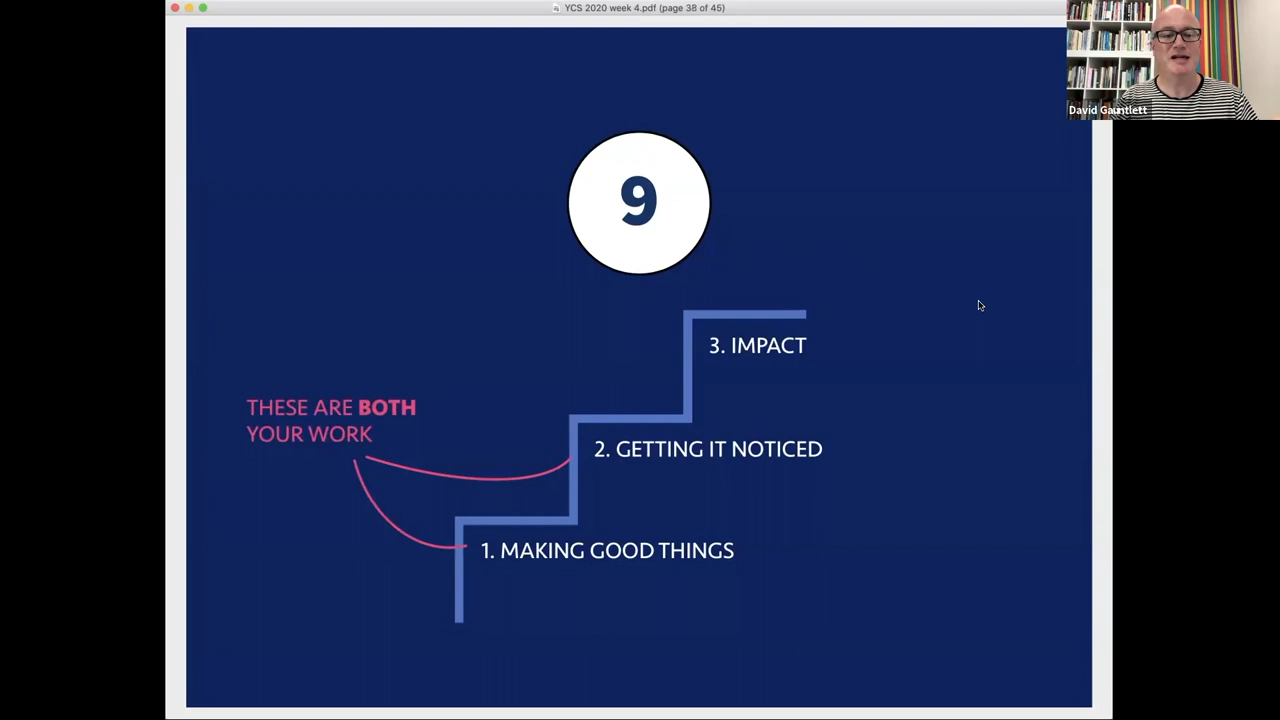 YCS 2020 week 4.pdf (page 38 of 45)
David Gauntlett
9
3. IMPACT
THESE ARE BOTH
YOUR WORK
2. GETTING IT NOTICED
1. MAKING GOOD THINGS